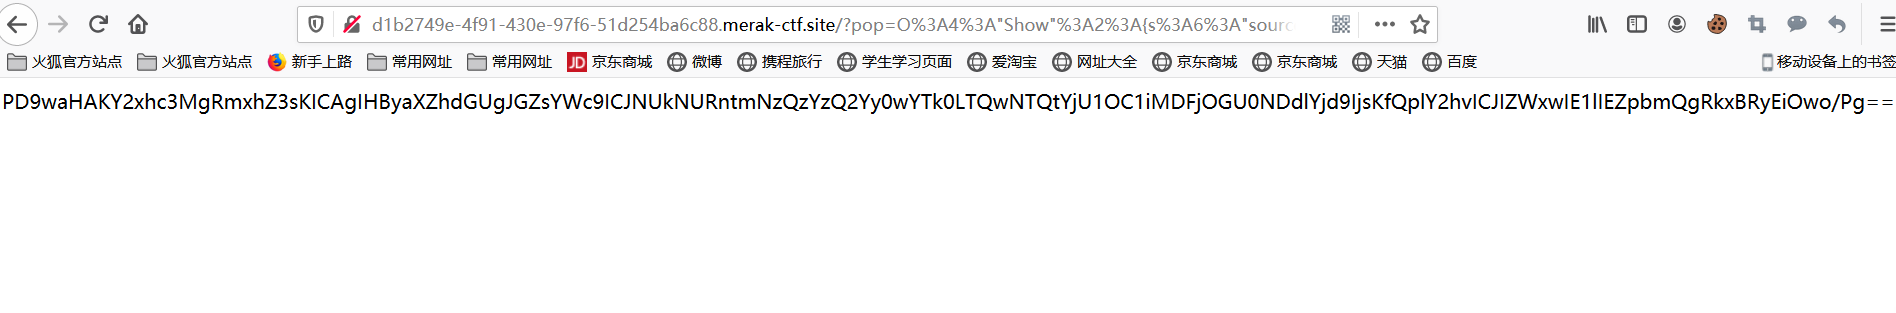 d1b2749e-4f91-430e-97f6-51d254ba6c88.merak-ctf.site/?pop=O%3A4%3A"Show"%3A2%3A{s%3A6%3A"sourc
火狐官方站点 火狐官方站点 新手上路 常用网址 常用网址 JD 京东商城 微博 携程旅行 学生学习页面 爱淘宝 网址大全 京东商城 京东商城 天猫 百度 移动设备上的书签
PD9waHAKY2xhc3MgRmxhZ3sKICAgIHByaXZhdGUgJGZsYWc9ICJNUkNURntmNzQzYzQ2Yy0wYTk0LTQwNTQtYjU1OC1iMDFjOGU0NDdlYjd9IjsKfQplY2hvICJIZWxwIE1lIEZpbmQgRkxBRyEiOwo/Pg==